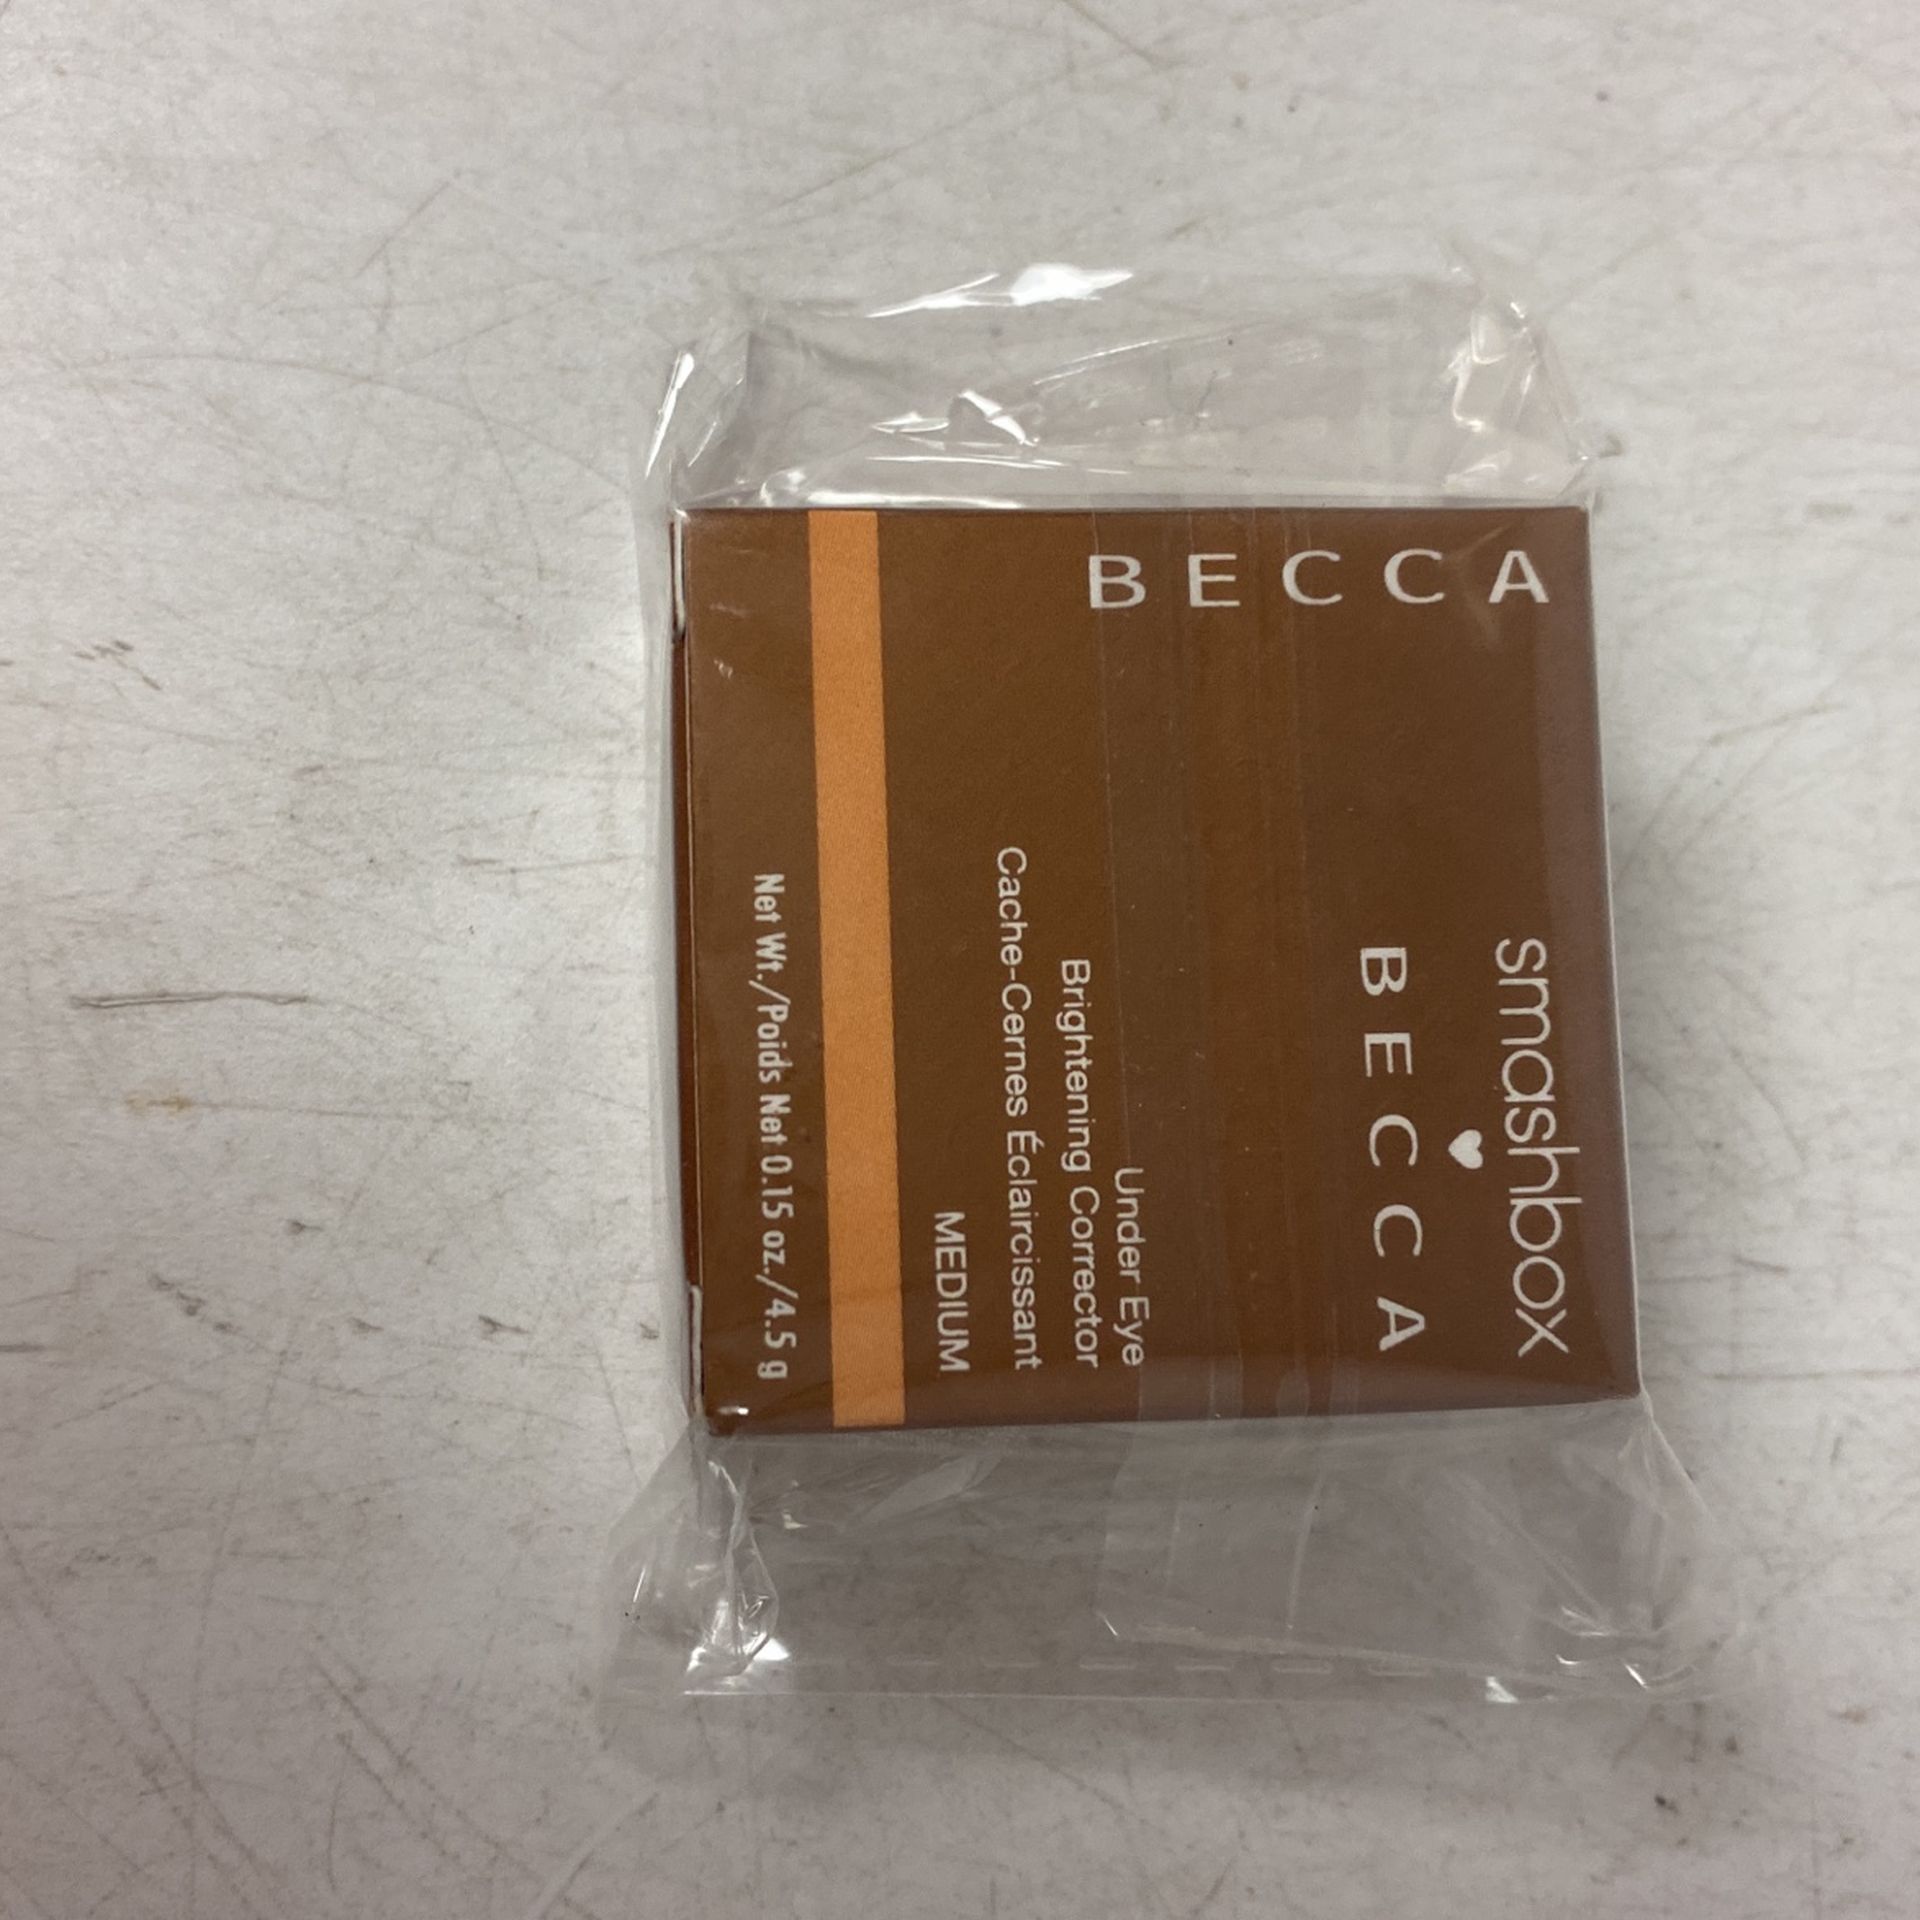 BECCA
smashbox
BECCA
Under Eye
Brightening Corrector
Cache-Cernes Éclaircissant
MEDIUM
Net Wt./Poids Net 0.15 oz./4.5 g